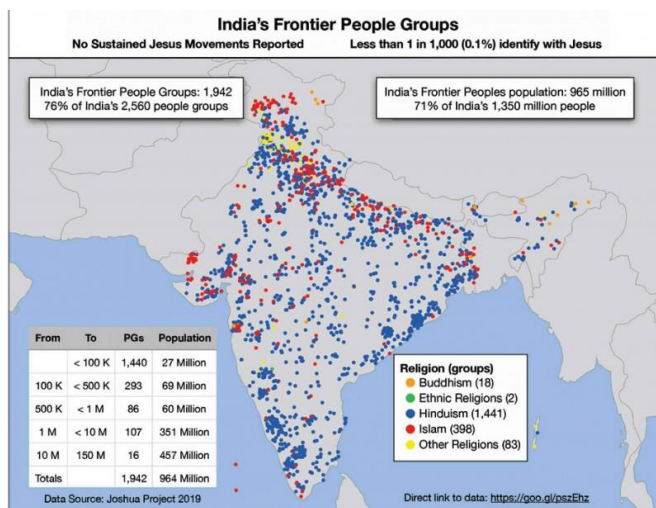 India's Frontier People Groups
No Sustained Jesus Movements Reported Less than 1 in 1,000 (0.1%) identify with Jesus
India's Frontier People Groups: 1,942
76% of India's 2,560 people groups
India's Frontier Peoples population: 965 million
71% of India's 1,350 million people
From To PGs Population
< 100 K 1,440 27 Million
100 K < 500 K 293 69 Million
500 K < 1 M 86 60 Million
1 M < 10 M 107 351 Million
10 M 150 M 16 457 Million
Totals 1,942 964 Million
Religion (groups)
Buddhism (18)
Ethnic Religions (2)
Hinduism (1,441)
Islam (398)
Other Religions (83)
Data Source: Joshua Project 2019
Direct link to data: https://goo.gl/pszEhz